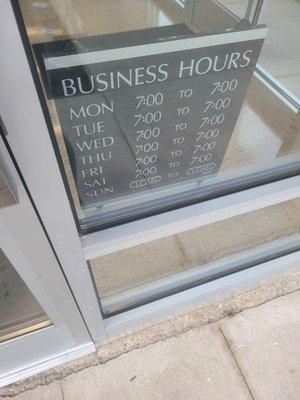 BUSINESS HOURS
MON 7:00 TO 7:00
TUE 7:00 TO 7:00
WED 7:00 TO 7:00
THU 7:00 TO 7:00
FRI 7:00 TO 7:00
SAT 7:00 TO 7:00
SUN CLOSED TO CLOSED